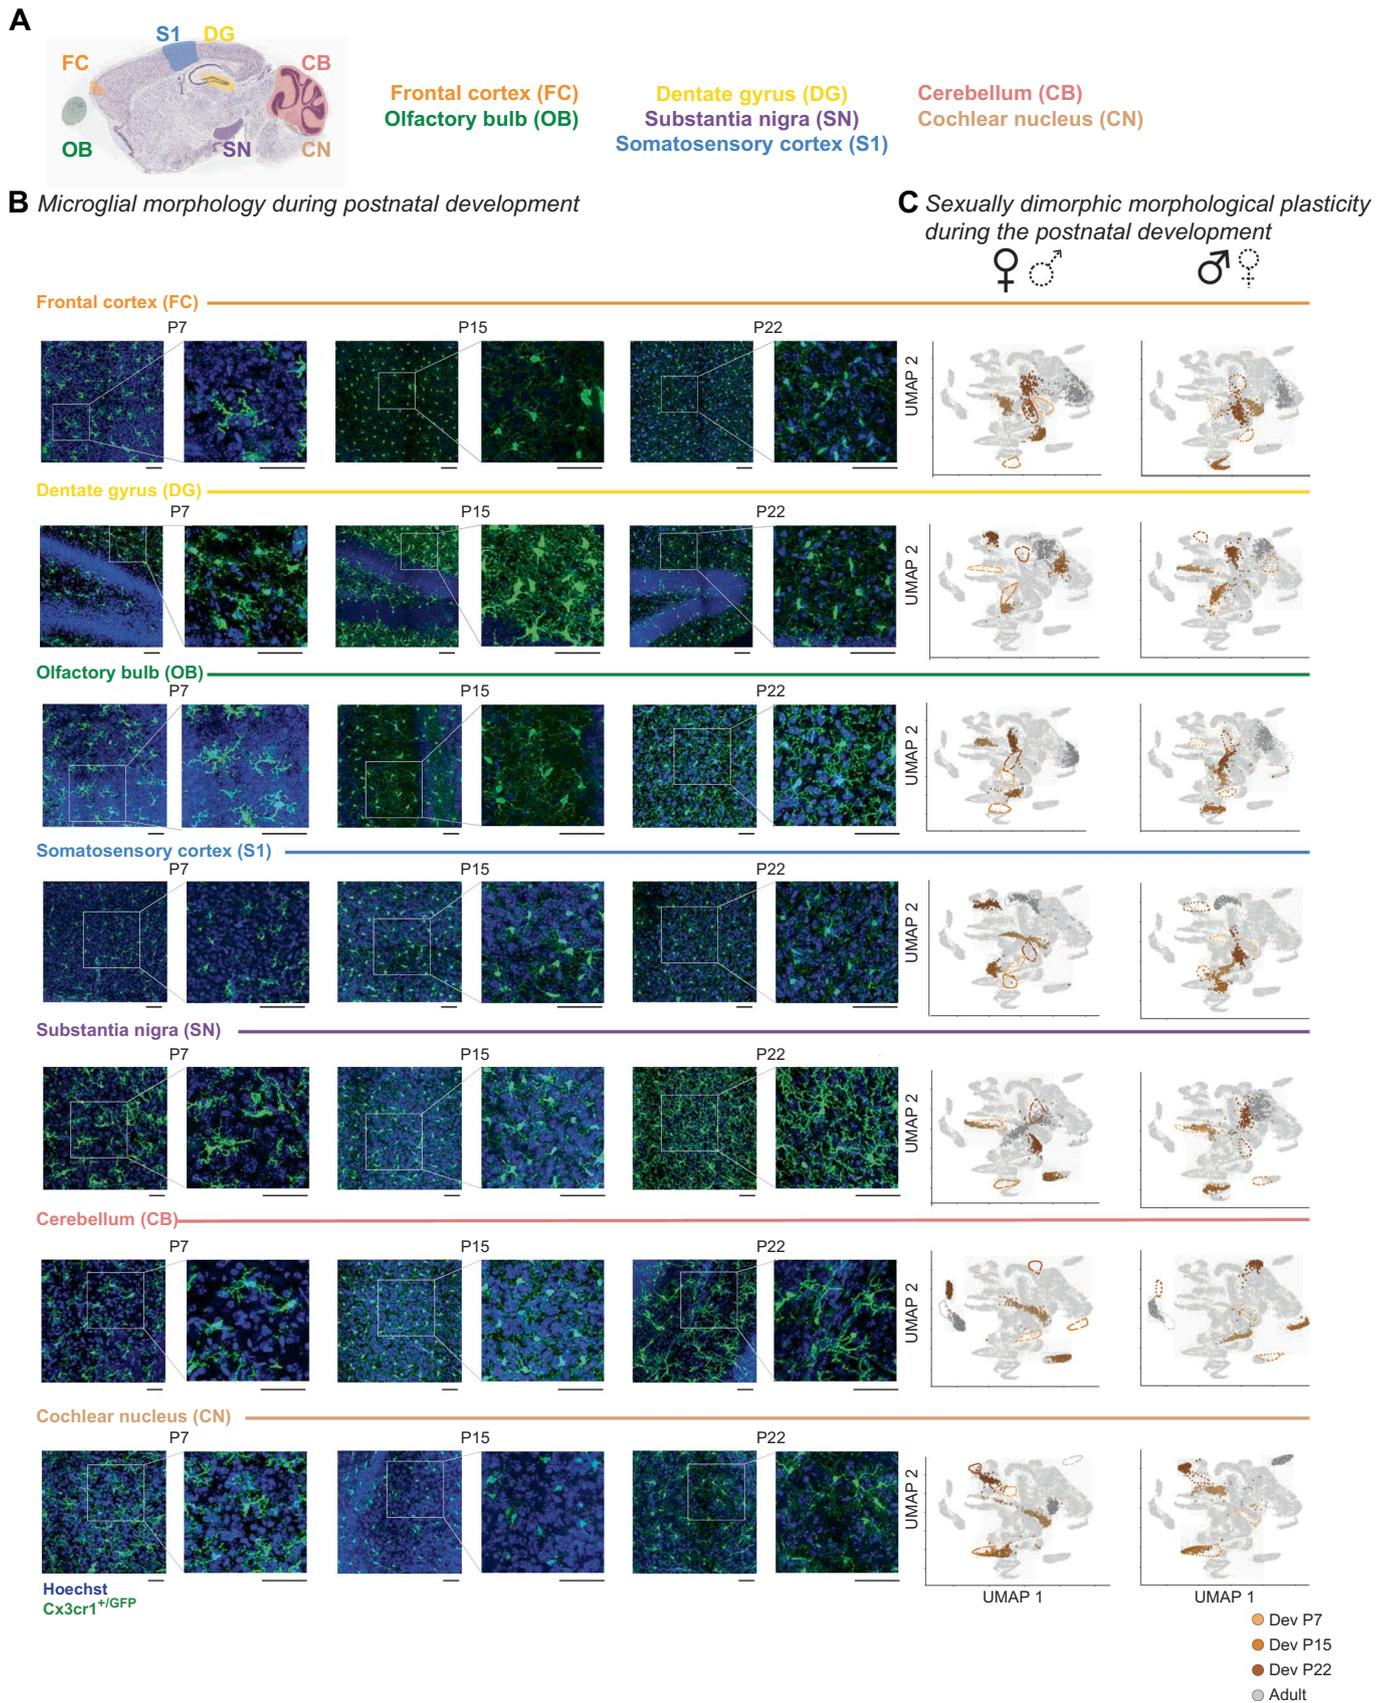 A
S1 DG
FC
CB
OB
SN
CN
Frontal cortex (FC)
Olfactory bulb (OB)
Dentate gyrus (DG)
Substantia nigra (SN)
Somatosensory cortex (S1)
Cerebellum (CB)
Cochlear nucleus (CN)
B Microglial morphology during postnatal development
C Sexually dimorphic morphological plasticity
during the postnatal development
♀ ♂ ♂ ♀
Frontal cortex (FC)
P7 P15 P22
UMAP 2
Dentate gyrus (DG)
P7 P15 P22
UMAP 2
Olfactory bulb (OB)
P7 P15 P22
UMAP 2
Somatosensory cortex (S1)
P7 P15 P22
UMAP 2
Substantia nigra (SN)
P7 P15 P22
UMAP 2
Cerebellum (CB)
P7 P15 P22
UMAP 2
Cochlear nucleus (CN)
P7 P15 P22
UMAP 2
Hoechst
Cx3cr1+/GFP
UMAP 1 UMAP 1
Dev P7
Dev P15
Dev P22
Adult